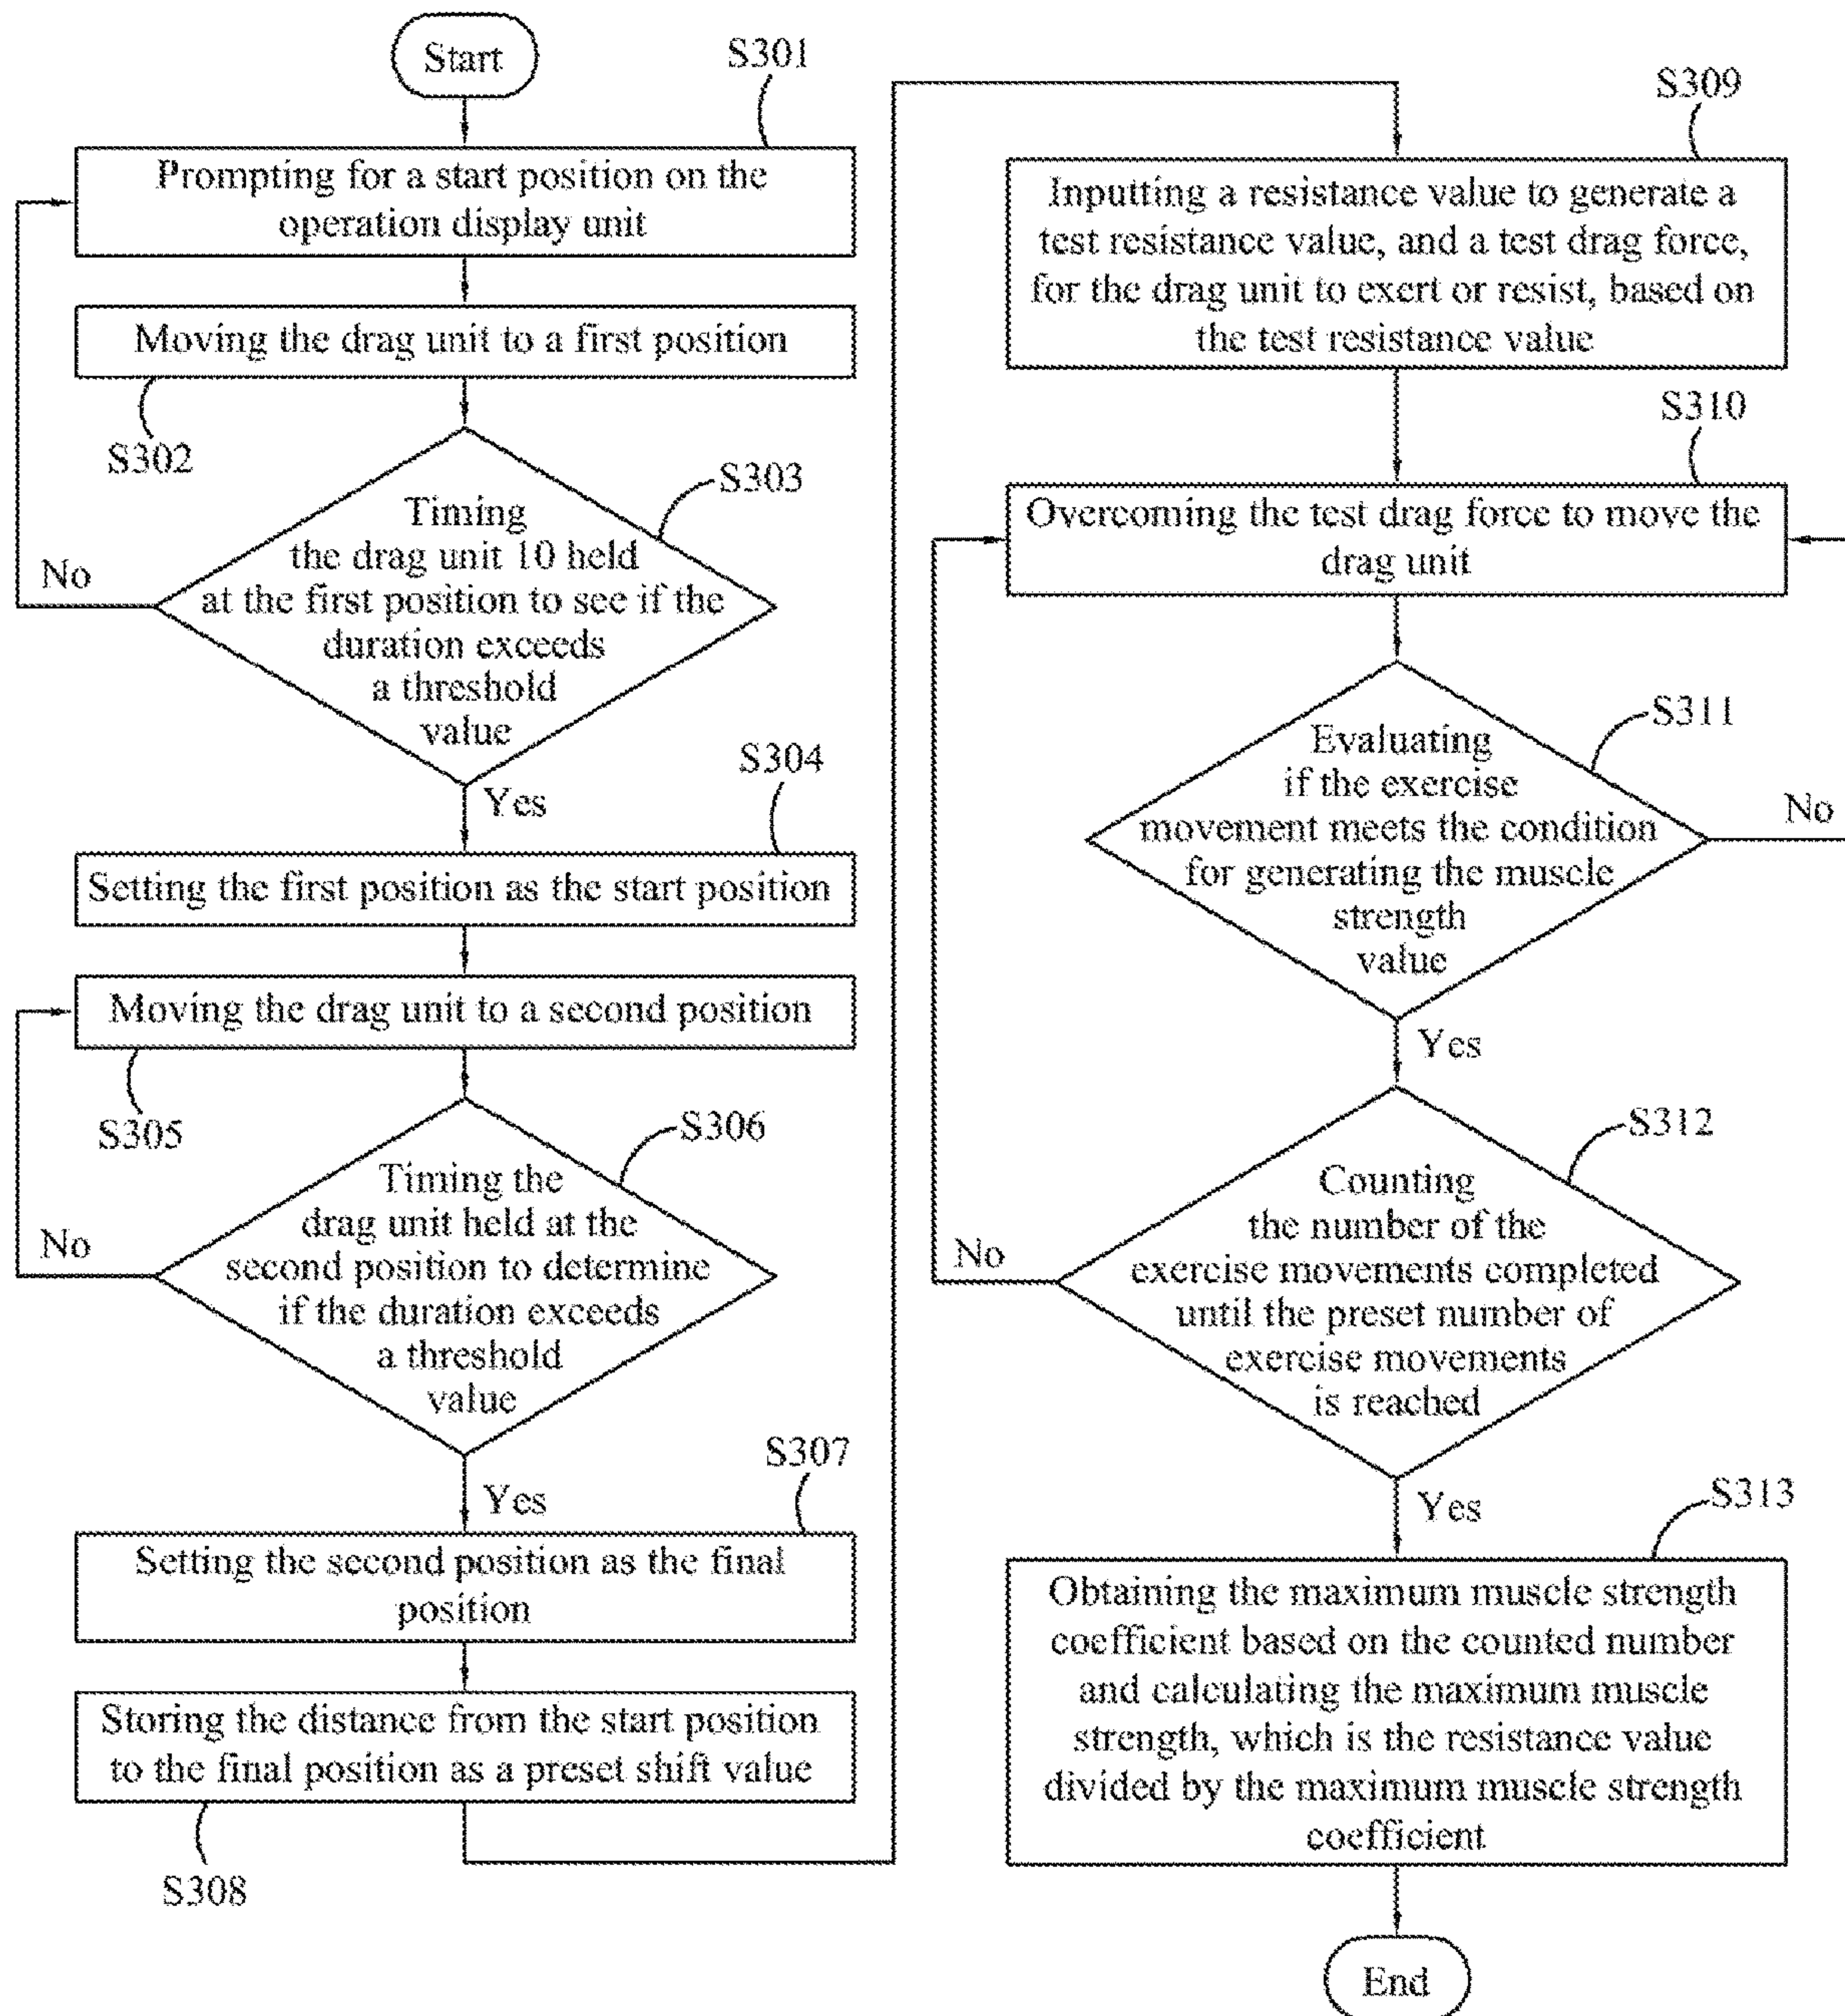 Start
S301
Prompting for a start position on the
operation display unit
Moving the drag unit to a first position
S302
S303
Timing
the drag unit 10 held
at the first position to see if the
duration exceeds
a threshold
value
No
Yes
S304
Setting the first position as the start position
Moving the drag unit to a second position
S305
S306
Timing the
drag unit held at the
second position to determine
if the duration exceeds
a threshold
value
No
Yes
S307
Setting the second position as the final
position
Storing the distance from the start position
to the final position as a preset shift value
S308
S309
Inputting a resistance value to generate a
test resistance value, and a test drag force,
for the drag unit to exert or resist, based on
the test resistance value
S310
Overcoming the test drag force to move the
drag unit
S311
Evaluating
if the exercise
movement meets the condition
for generating the muscle
strength
value
No
Yes
S312
Counting
the number of the
exercise movements completed
until the preset number of
exercise movements
is reached
No
Yes
S313
Obtaining the maximum muscle strength
coefficient based on the counted number
and calculating the maximum muscle
strength, which is the resistance value
divided by the maximum muscle strength
coefficient
End